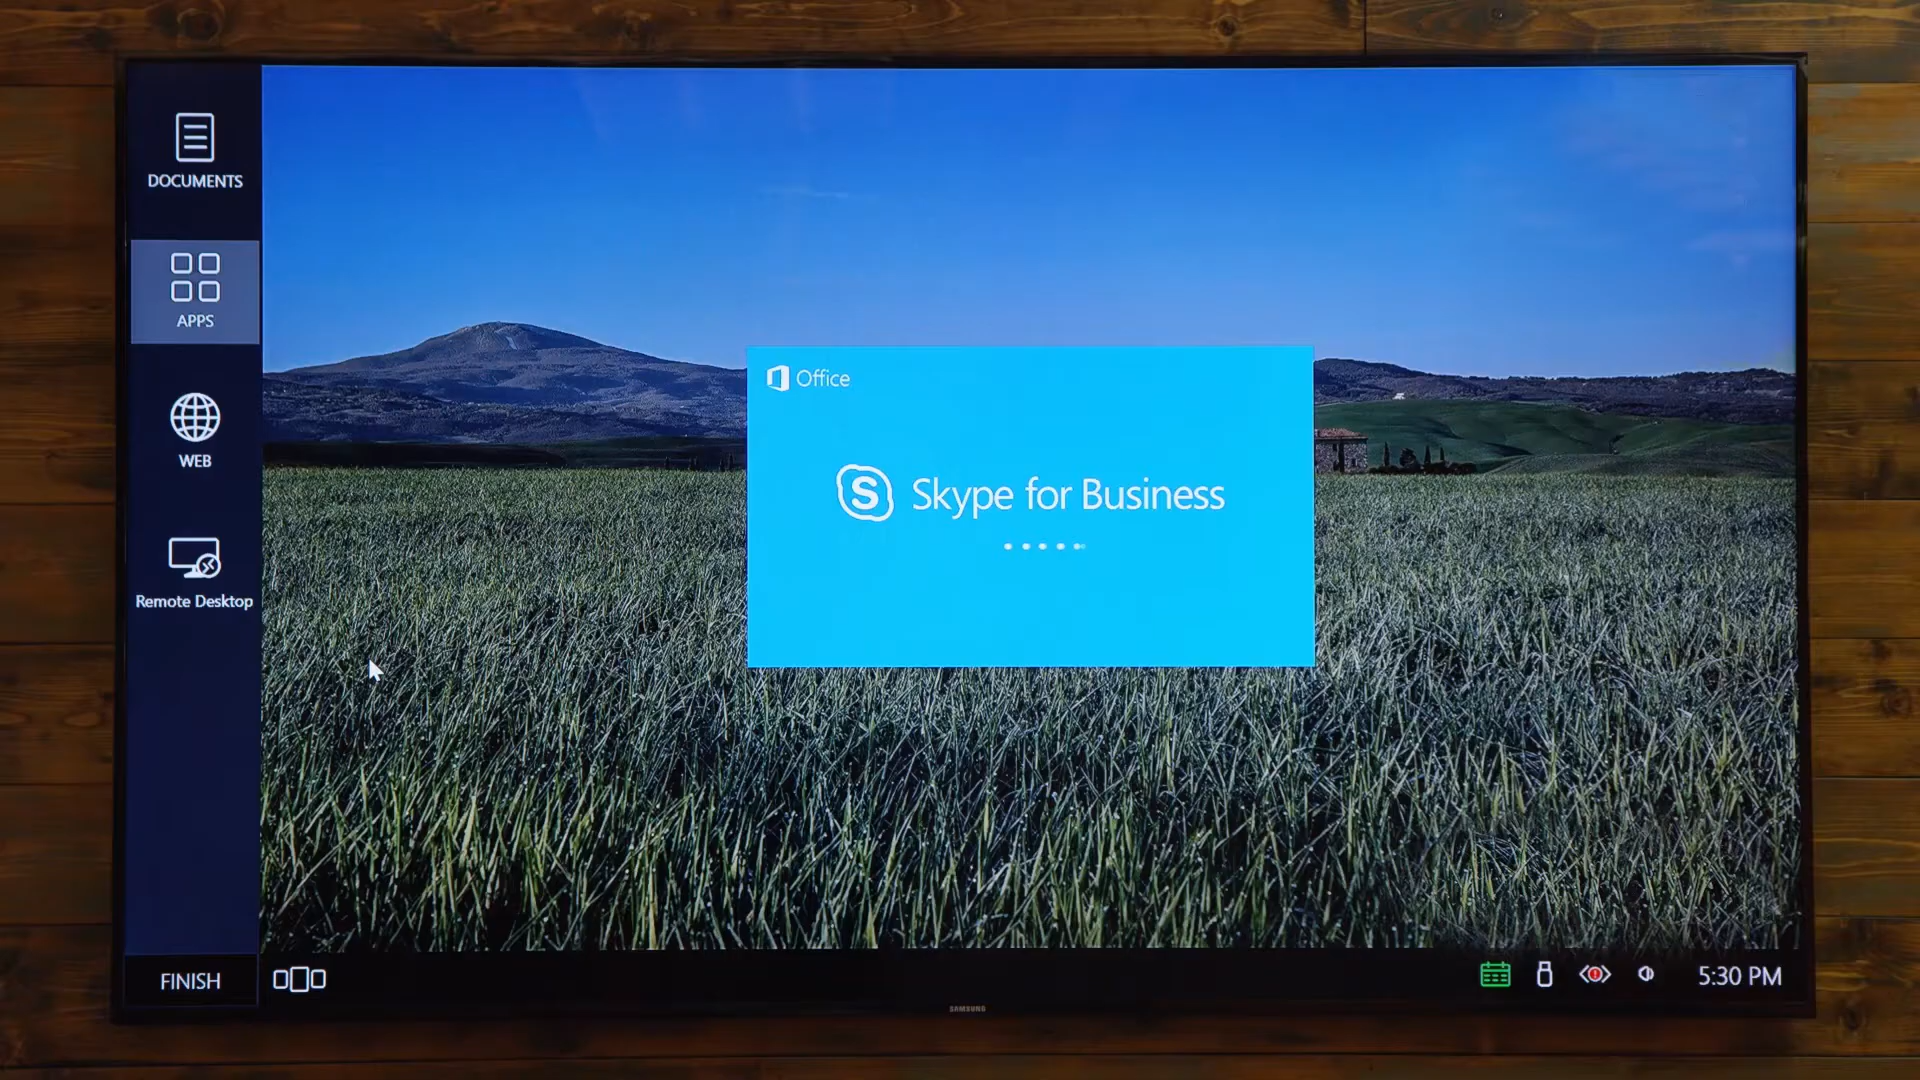 DOCUMENTS
APPS
WEB
Remote Desktop
Office
Skype for Business
FINISH
5:30 PM
SAMSUNG